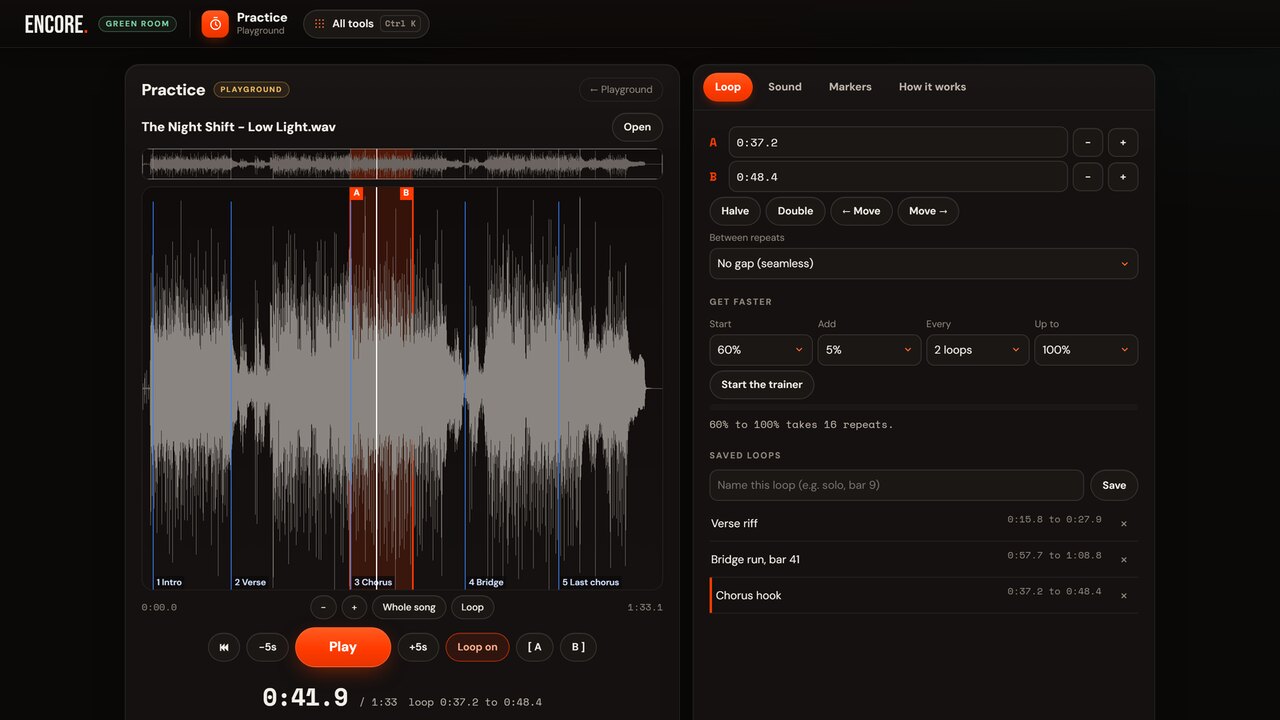 ENCORE. GREEN ROOM Practice Playground All tools Ctrl K
Practice PLAYGROUND ← Playground
The Night Shift - Low Light.wav Open
A B
1 Intro 2 Verse 3 Chorus 4 Bridge 5 Last chorus
0:00.0 − + Whole song Loop 1:33.1
−5s Play +5s Loop on [ A B ]
0:41.9 / 1:33 loop 0:37.2 to 0:48.4
Loop Sound Markers How it works
A 0:37.2 − +
B 0:48.4 − +
Halve Double ← Move Move →
Between repeats
No gap (seamless)
GET FASTER
Start Add Every Up to
60% 5% 2 loops 100%
Start the trainer
60% to 100% takes 16 repeats.
SAVED LOOPS
Name this loop (e.g. solo, bar 9) Save
Verse riff 0:15.8 to 0:27.9 ×
Bridge run, bar 41 0:57.7 to 1:08.8 ×
Chorus hook 0:37.2 to 0:48.4 ×